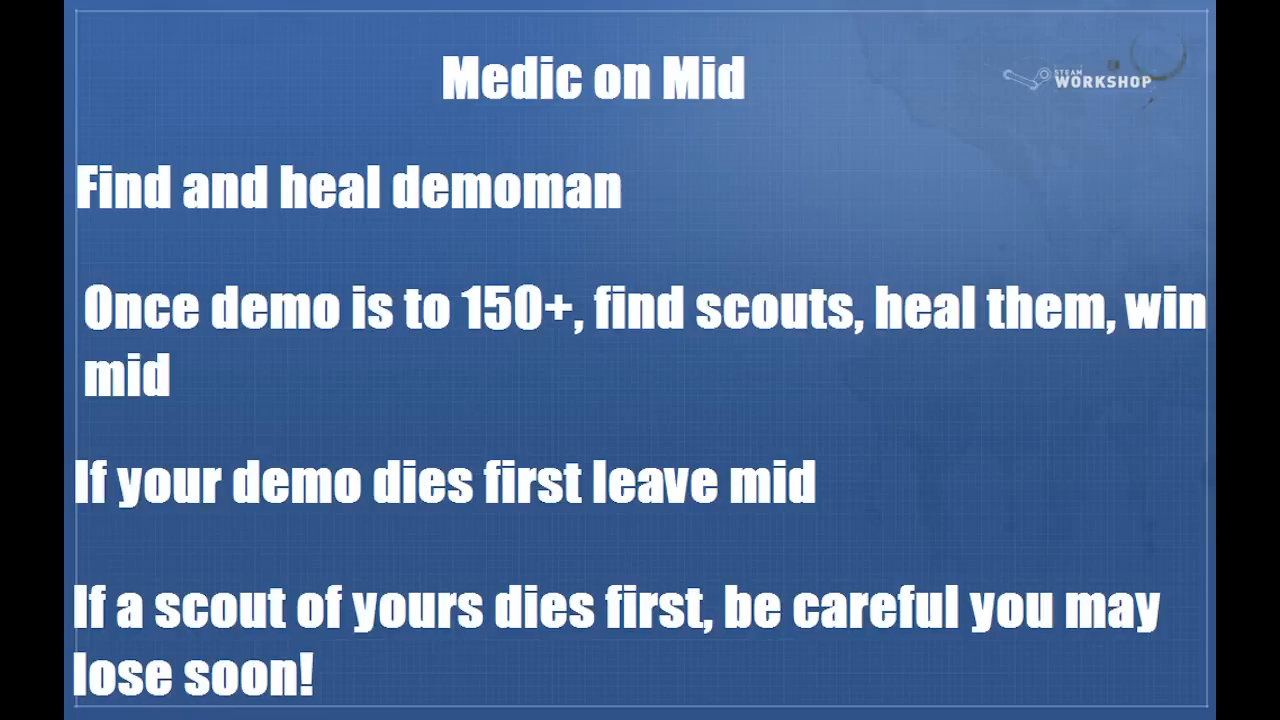 Medic on Mid
STEAM
WORKSHOP
Find and heal demoman
Once demo is to 150+, find scouts, heal them, win
mid
If your demo dies first leave mid
If a scout of yours dies first, be careful you may
lose soon!